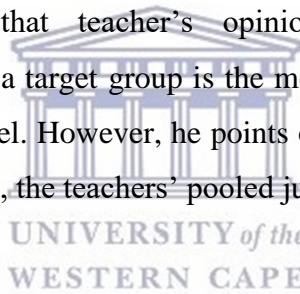 that teacher's opinio
a target group is the m
el. However, he points
, the teachers' pooled ju
UNIVERSITY of the
WESTERN CAPE